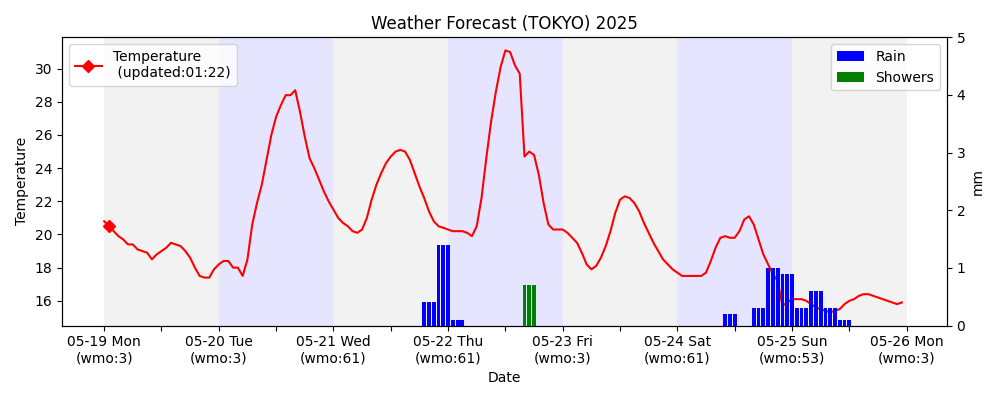 Weather Forecast (TOKYO) 2025
Temperature
(updated:01:22)
Rain
Showers
Temperature
30
28
26
24
22
20
18
16
5
4
3
2
1
0
mm
05-19 Mon
(wmo:3)
05-20 Tue
(wmo:3)
05-21 Wed
(wmo:61)
05-22 Thu
(wmo:61)
05-23 Fri
(wmo:3)
05-24 Sat
(wmo:61)
05-25 Sun
(wmo:53)
05-26 Mon
(wmo:3)
Date